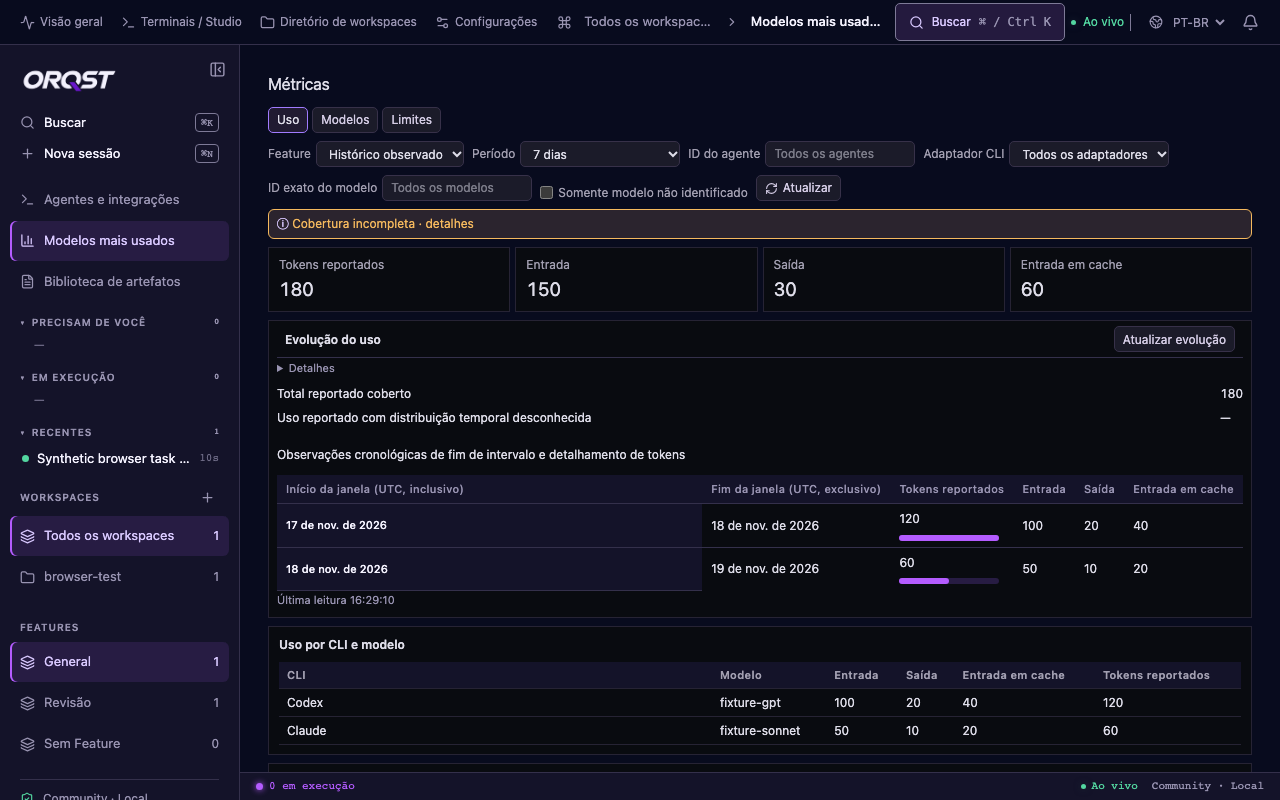 Visão geral
Terminais / Studio
Diretório de workspaces
Configurações
Todos os workspac...
Modelos mais usad...
Buscar ⌘ / Ctrl K
Ao vivo
PT-BR
ORQST
Buscar ⌘K
Nova sessão ⌘N
Agentes e integrações
Modelos mais usados
Biblioteca de artefatos
PRECISAM DE VOCÊ 0
—
EM EXECUÇÃO 0
—
RECENTES 1
Synthetic browser task ... 10s
WORKSPACES +
Todos os workspaces 1
browser-test 1
FEATURES
General 1
Revisão 1
Sem Feature 0
Community · Local
Métricas
Uso Modelos Limites
Feature Histórico observado Período 7 dias ID do agente Todos os agentes Adaptador CLI Todos os adaptadores
ID exato do modelo Todos os modelos Somente modelo não identificado Atualizar
Cobertura incompleta · detalhes
Tokens reportados Entrada Saída Entrada em cache
180 150 30 60
Evolução do uso Atualizar evolução
Detalhes
Total reportado coberto 180
Uso reportado com distribuição temporal desconhecida —
Observações cronológicas de fim de intervalo e detalhamento de tokens
Início da janela (UTC, inclusivo) Fim da janela (UTC, exclusivo) Tokens reportados Entrada Saída Entrada em cache
17 de nov. de 2026 18 de nov. de 2026 120 100 20 40
18 de nov. de 2026 19 de nov. de 2026 60 50 10 20
Última leitura 16:29:10
Uso por CLI e modelo
CLI Modelo Entrada Saída Entrada em cache Tokens reportados
Codex fixture-gpt 100 20 40 120
Claude fixture-sonnet 50 10 20 60
0 em execução
Ao vivo Community · Local